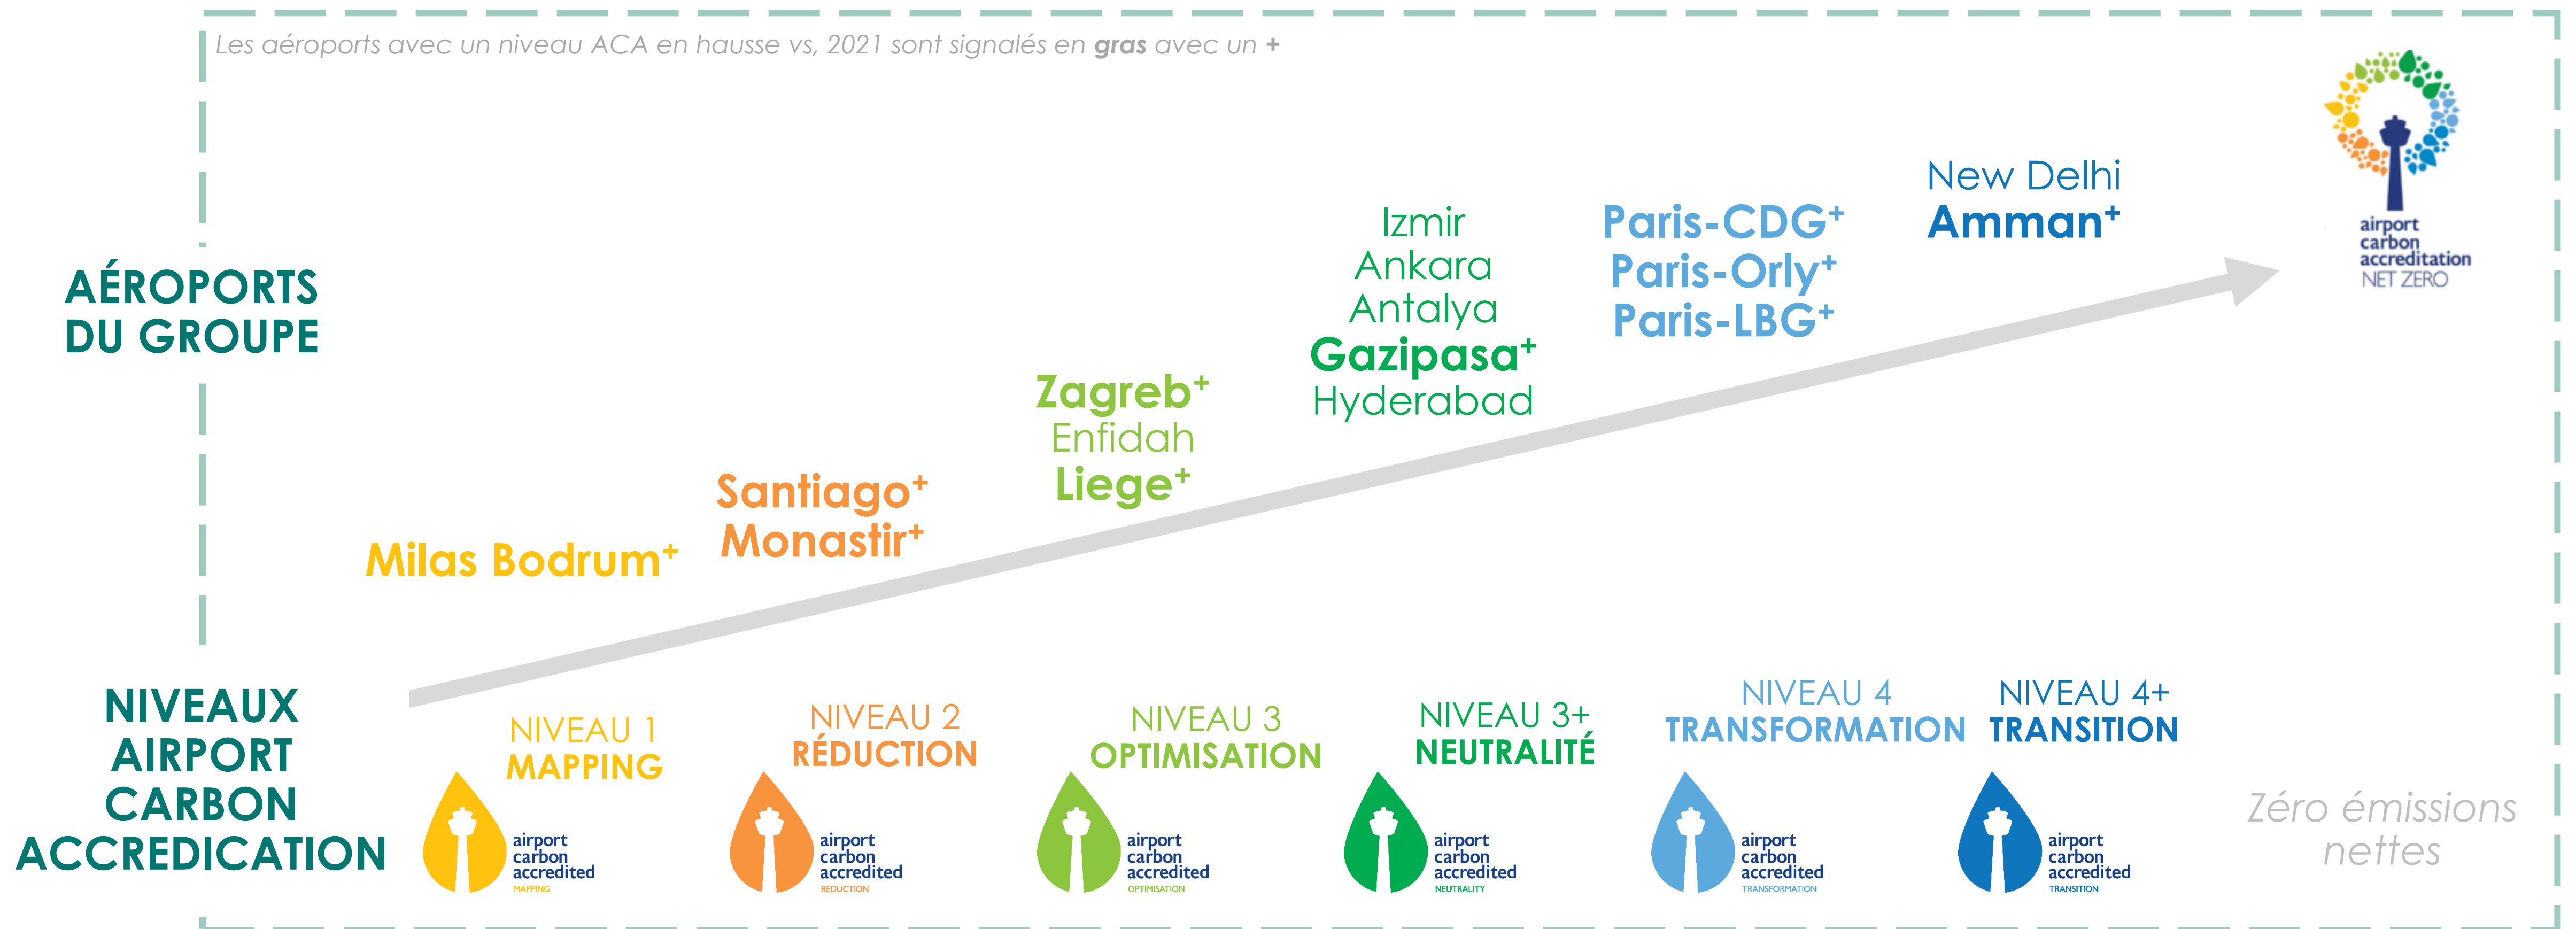 Les aéroports avec un niveau ACA en hausse vs, 2021 sont signalés en gras avec un +
airport
carbon
accreditation
NET ZERO
AÉROPORTS
DU GROUPE
Milas Bodrum+
Santiago+
Monastir+
Zagreb+
Enfidah
Liege+
Izmir
Ankara
Antalya
Gazipasa+
Hyderabad
Paris-CDG+
Paris-Orly+
Paris-LBG+
New Delhi
Amman+
NIVEAUX
AIRPORT
CARBON
ACCREDICATION
NIVEAU 1
MAPPING
airport
carbon
accredited
MAPPING
NIVEAU 2
RÉDUCTION
airport
carbon
accredited
REDUCTION
NIVEAU 3
OPTIMISATION
airport
carbon
accredited
OPTIMISATION
NIVEAU 3+
NEUTRALITÉ
airport
carbon
accredited
NEUTRALITY
NIVEAU 4
TRANSFORMATION
airport
carbon
accredited
TRANSFORMATION
NIVEAU 4+
TRANSITION
airport
carbon
accredited
TRANSITION
Zéro émissions
nettes